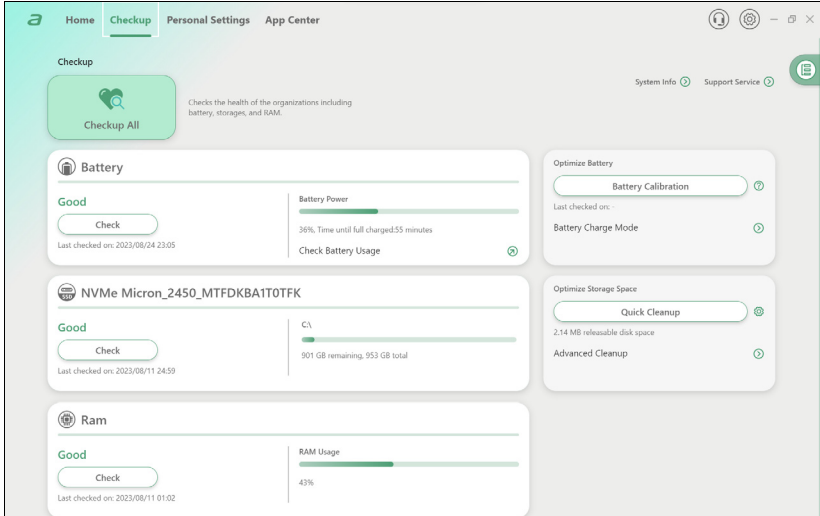 a
Home
Checkup
Personal Settings
App Center
Checkup
Checkup All
Checks the health of the organizations including
battery, storages, and RAM.
System Info
Support Service
Battery
Good
Check
Last checked on: 2023/08/24 23:05
Battery Power
36%, Time until full charged:55 minutes
Check Battery Usage
Optimize Battery
Battery Calibration
?
Last checked on: -
Battery Charge Mode
SSD
NVMe Micron_2450_MTFDKBA1T0TFK
Good
Check
Last checked on: 2023/08/11 24:59
C:\
901 GB remaining, 953 GB total
Optimize Storage Space
Quick Cleanup
2.14 MB releasable disk space
Advanced Cleanup
Ram
Good
Check
Last checked on: 2023/08/11 01:02
RAM Usage
43%